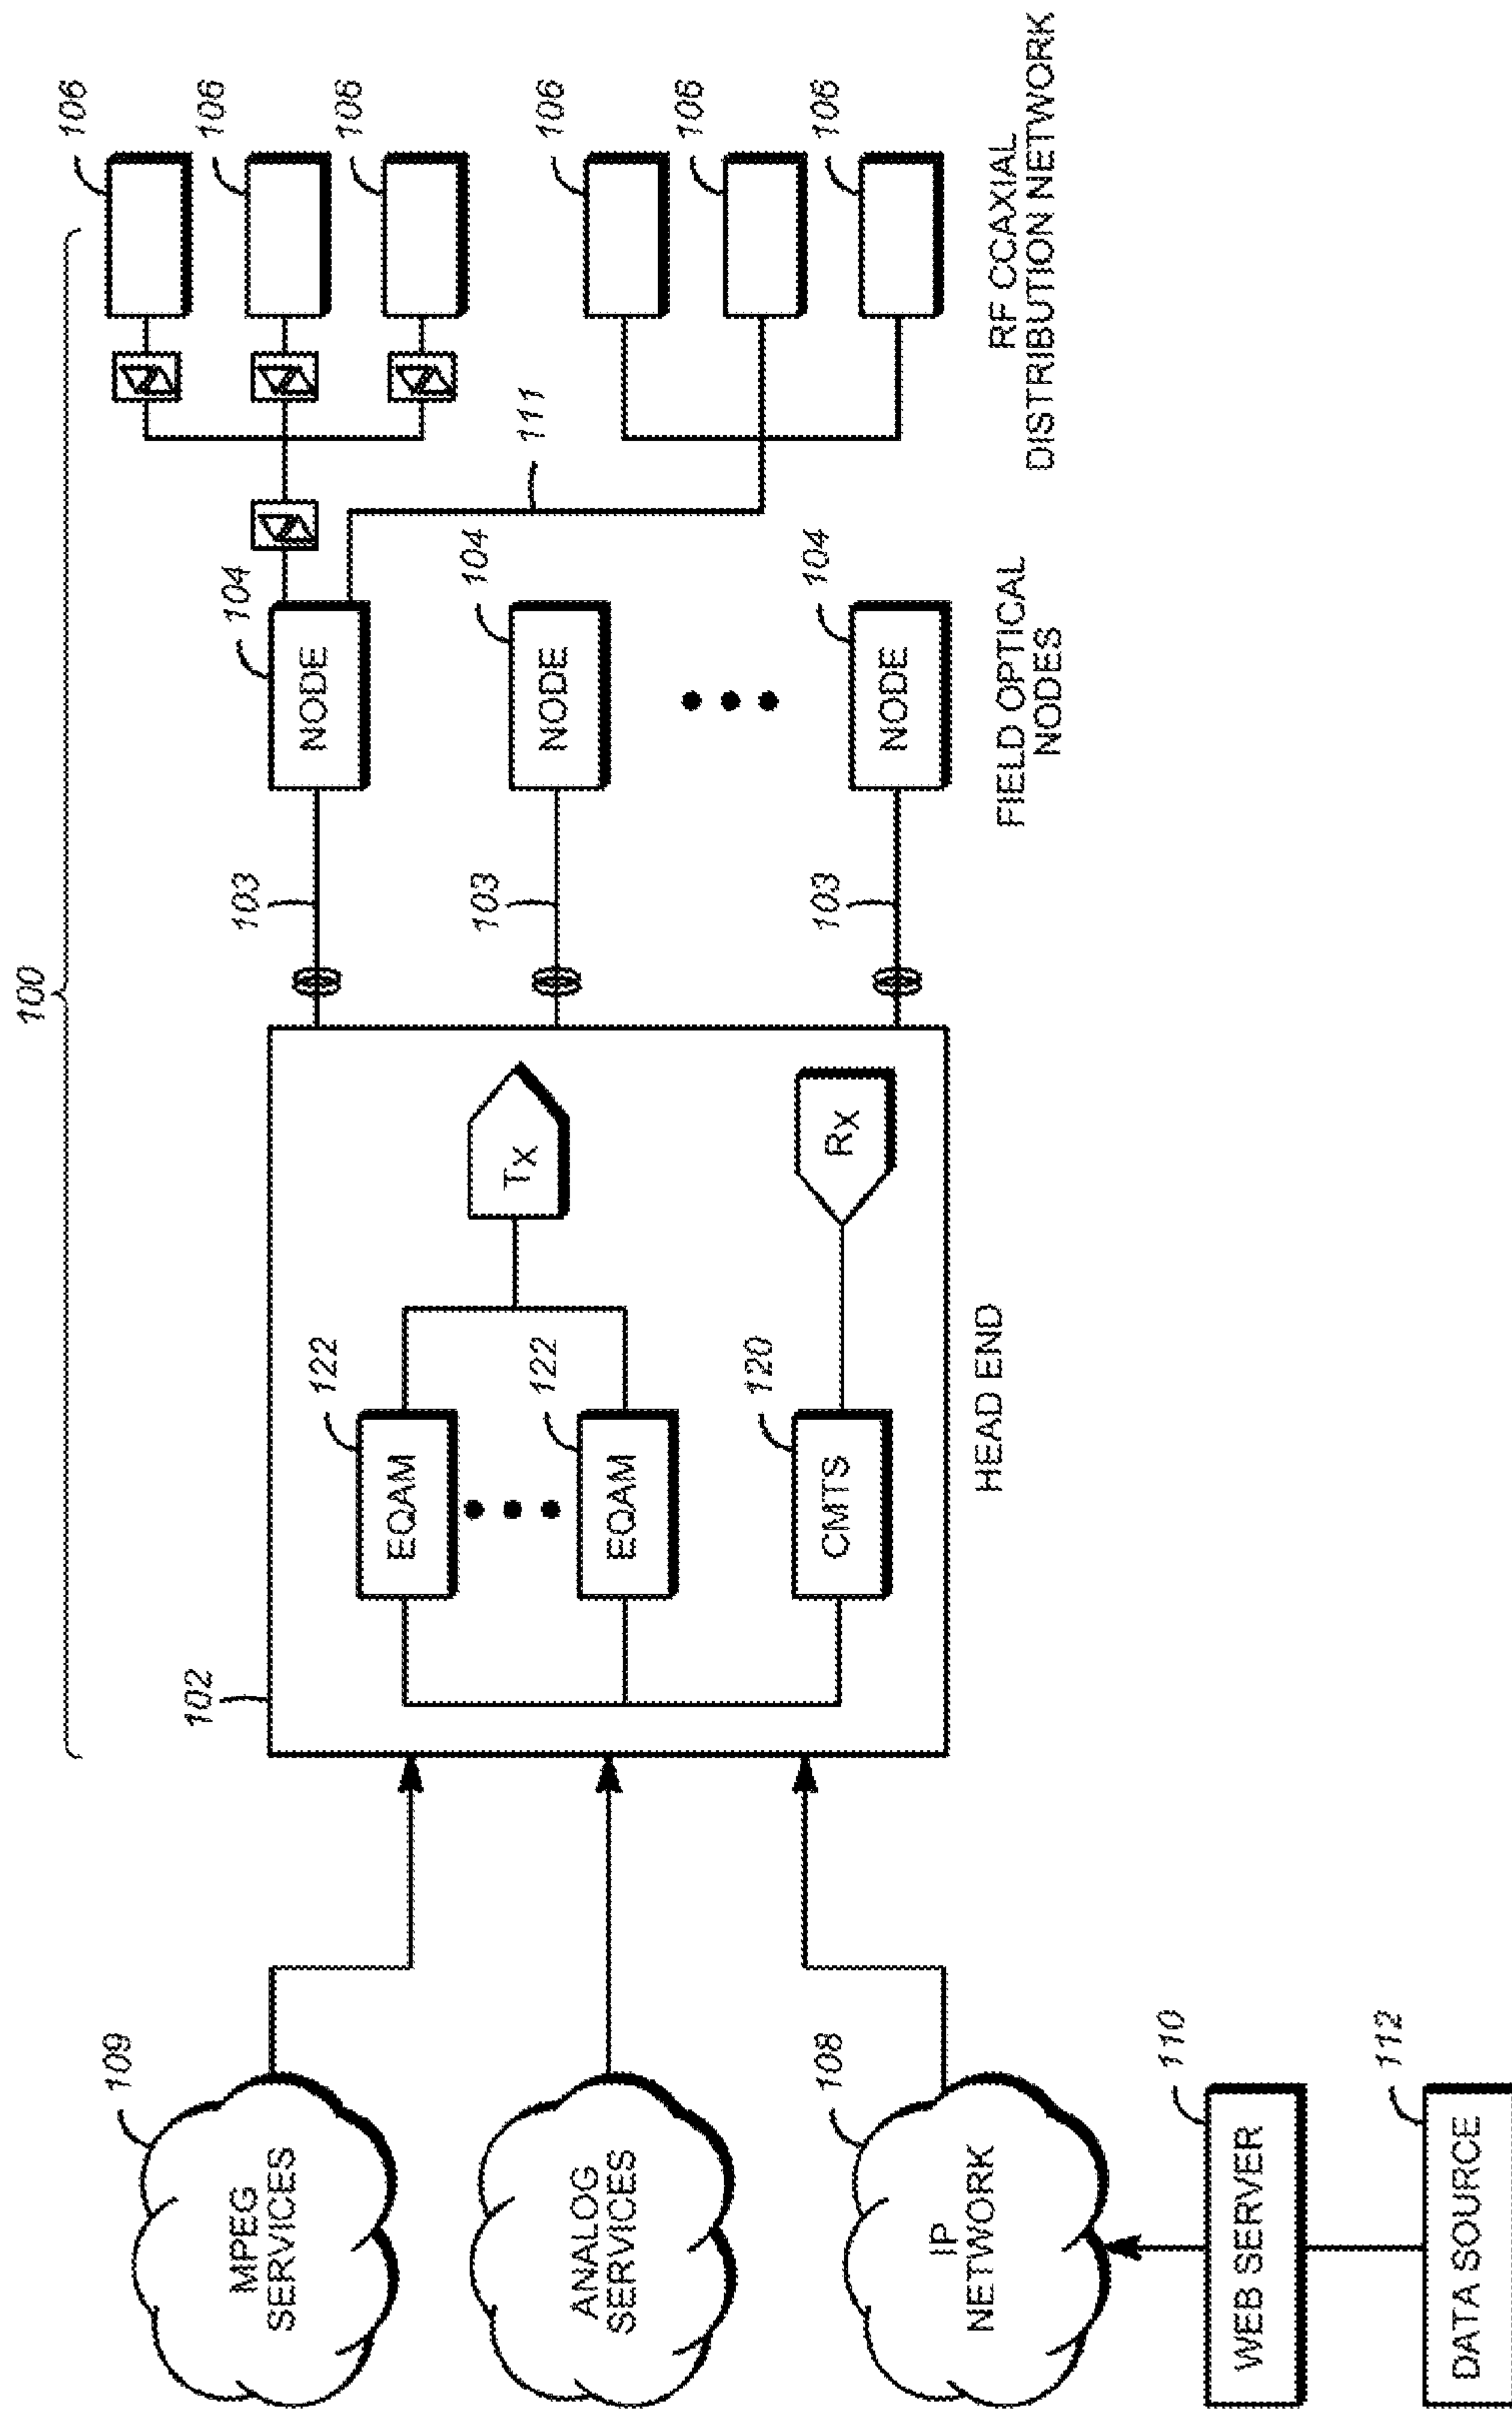 100
109
MPEG
SERVICES
ANALOG
SERVICES
108
IP
NETWORK
110
WEB SERVER
112
DATA SOURCE
102
122
EQAM
122
EQAM
120
CMTS
Tx
Rx
HEAD END
103
103
103
104
NODE
104
NODE
104
NODE
FIELD OPTICAL
NODES
111
106
106
106
106
106
106
RF COAXIAL
DISTRIBUTION NETWORK